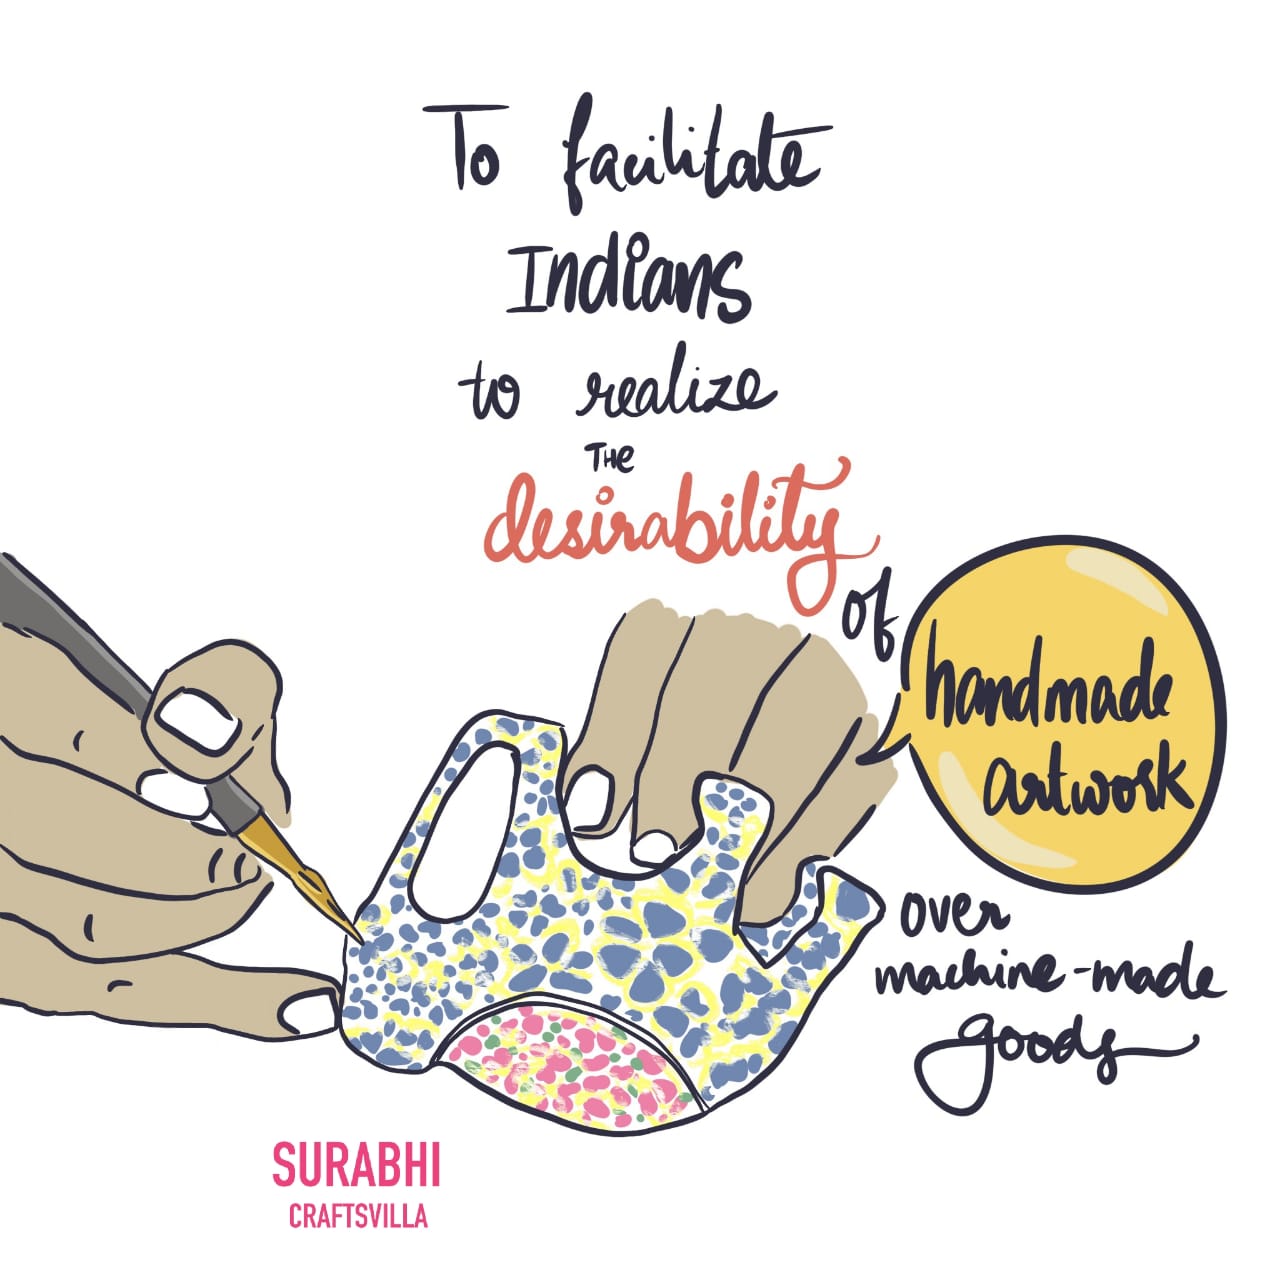 To facilitate
Indians
to realize
THE
desirability
of
handmade
artwork
over
machine-made
goods
SURABHI
CRAFTSVILLA